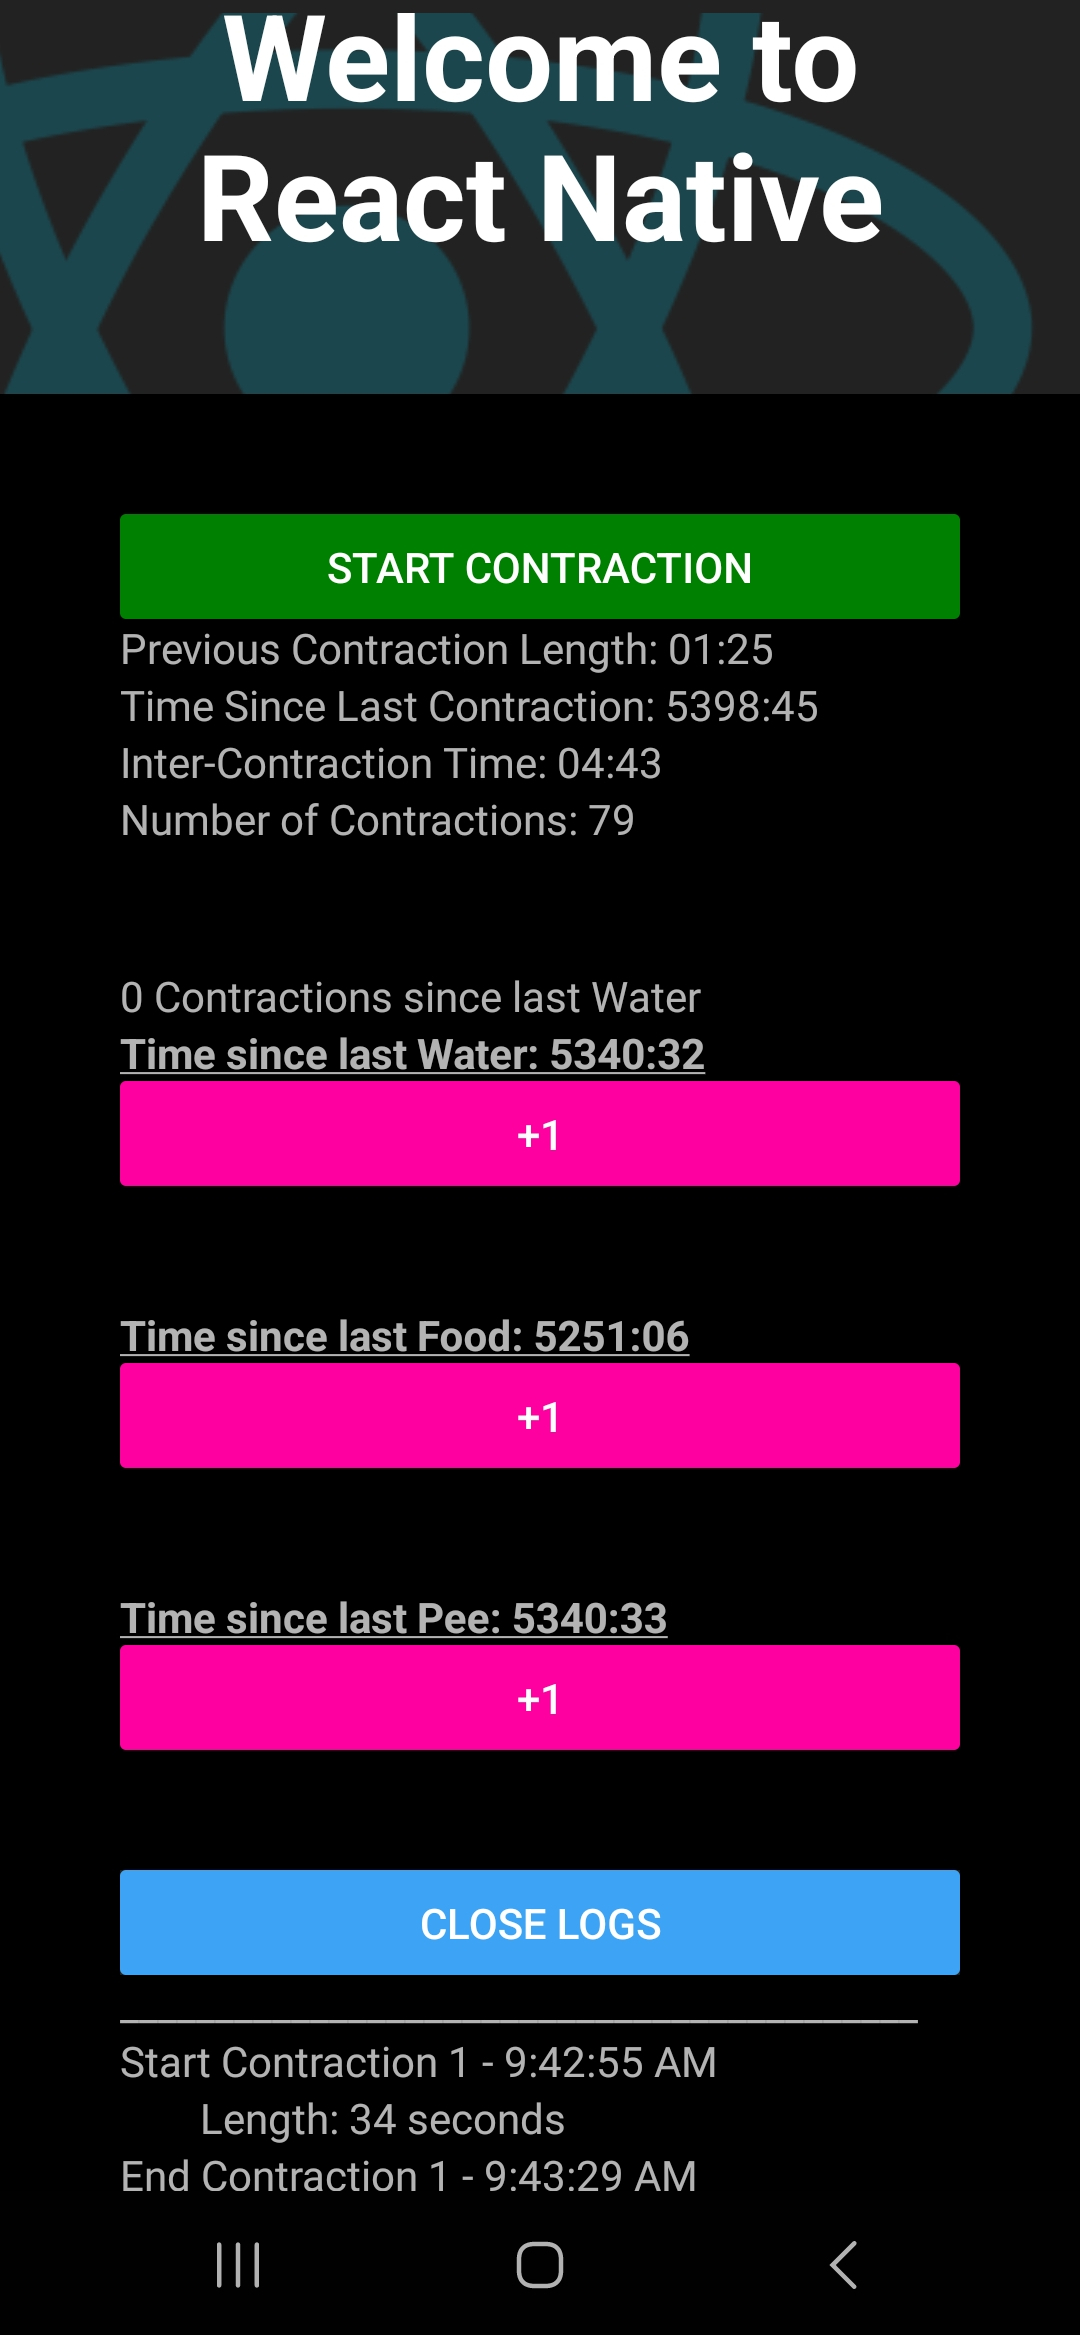 Welcome to
React Native
START CONTRACTION
Previous Contraction Length: 01:25
Time Since Last Contraction: 5398:45
Inter-Contraction Time: 04:43
Number of Contractions: 79
0 Contractions since last Water
Time since last Water: 5340:32
+1
Time since last Food: 5251:06
+1
Time since last Pee: 5340:33
+1
CLOSE LOGS
Start Contraction 1 - 9:42:55 AM
Length: 34 seconds
End Contraction 1 - 9:43:29 AM